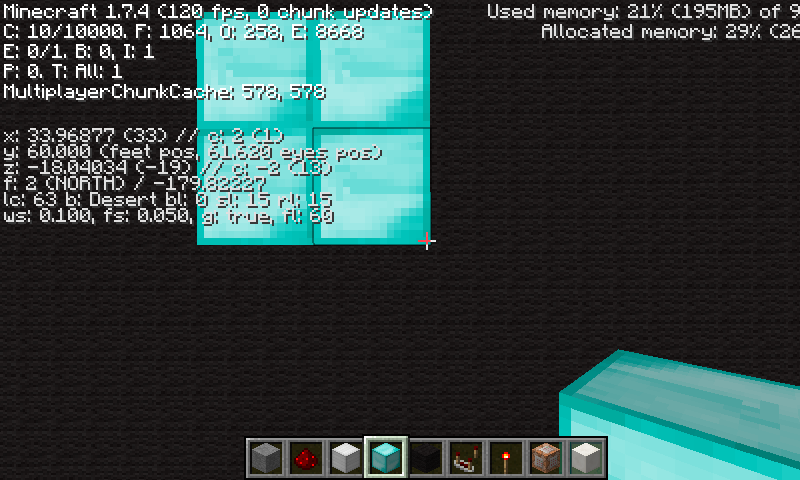 Minecraft 1.7.4 (120 fps, 0 chunk updates)
C: 10/10000. F: 1064, O: 258, E: 8668
E: 0/1. B: 0, I: 1
P: 0. T: All: 1
MultiplayerChunkCache: 578, 578
x: 33.96877 (33) // c: 2 (1)
y: 60.000 (feet pos, 61.620 eyes pos)
z: -18.04034 (-19) // c: -2 (13)
f: 2 (NORTH) / -179.82227
lc: 63 b: Desert bl: 0 sl: 15 rl: 15
ws: 0.100, fs: 0.050, g: true, fl: 60
Used memory: 21% (195MB) of 9
Allocated memory: 29% (26